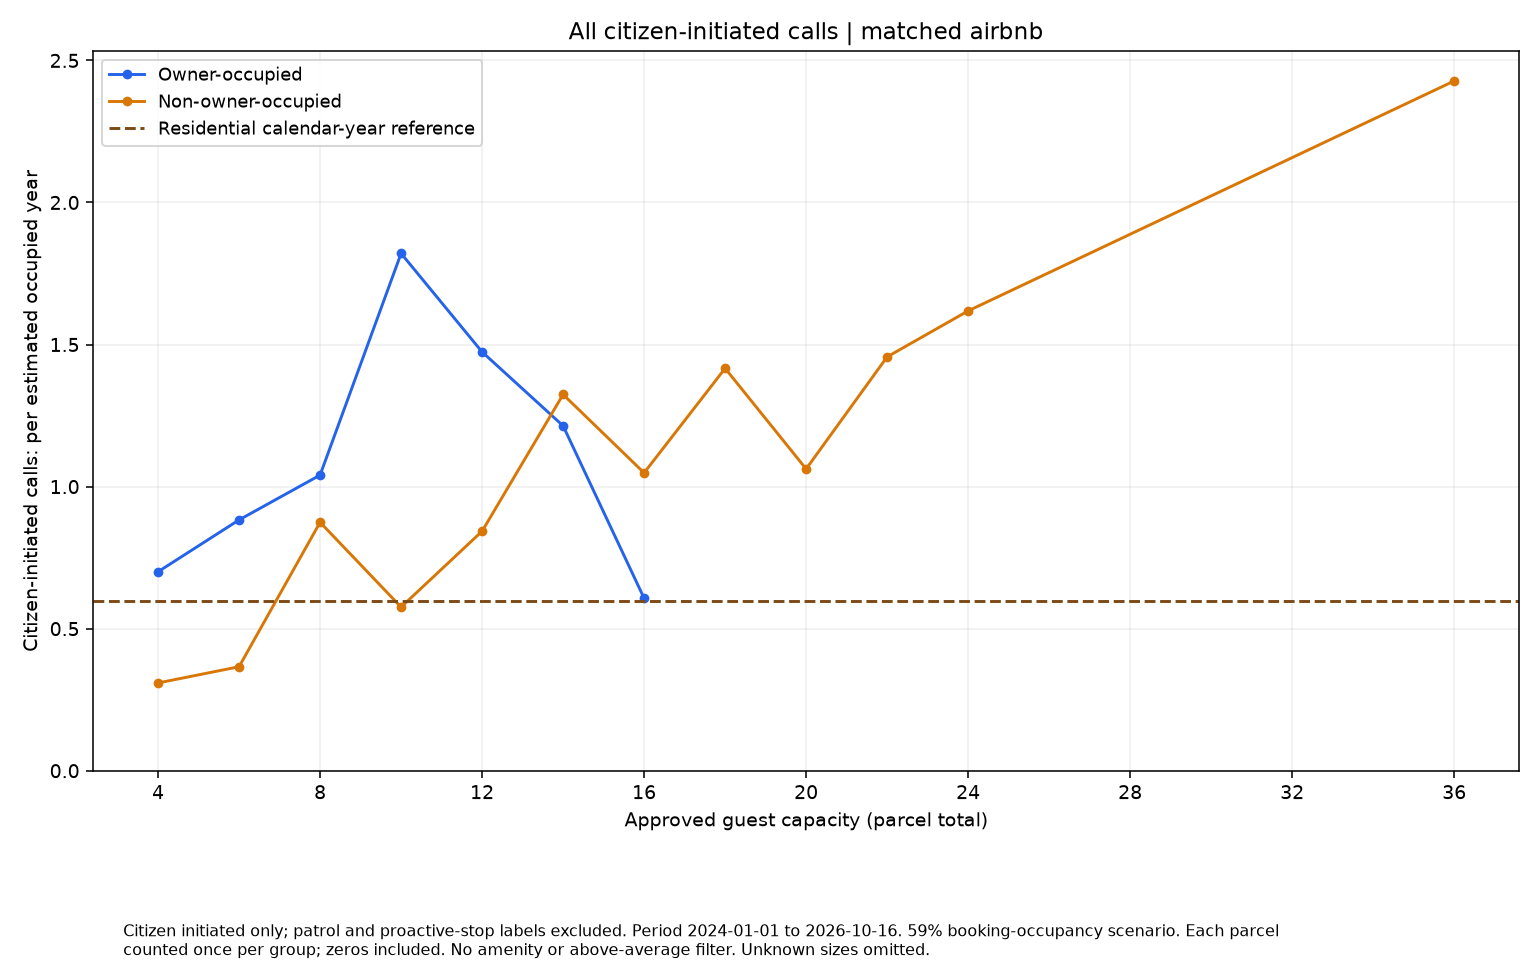 All citizen-initiated calls | matched airbnb
Owner-occupied
Non-owner-occupied
Residential calendar-year reference
Citizen-initiated calls: per estimated occupied year
2.5
2.0
1.5
1.0
0.5
0.0
4 8 12 16 20 24 28 32 36
Approved guest capacity (parcel total)
Citizen initiated only; patrol and proactive-stop labels excluded. Period 2024-01-01 to 2026-10-16. 59% booking-occupancy scenario. Each parcel
counted once per group; zeros included. No amenity or above-average filter. Unknown sizes omitted.